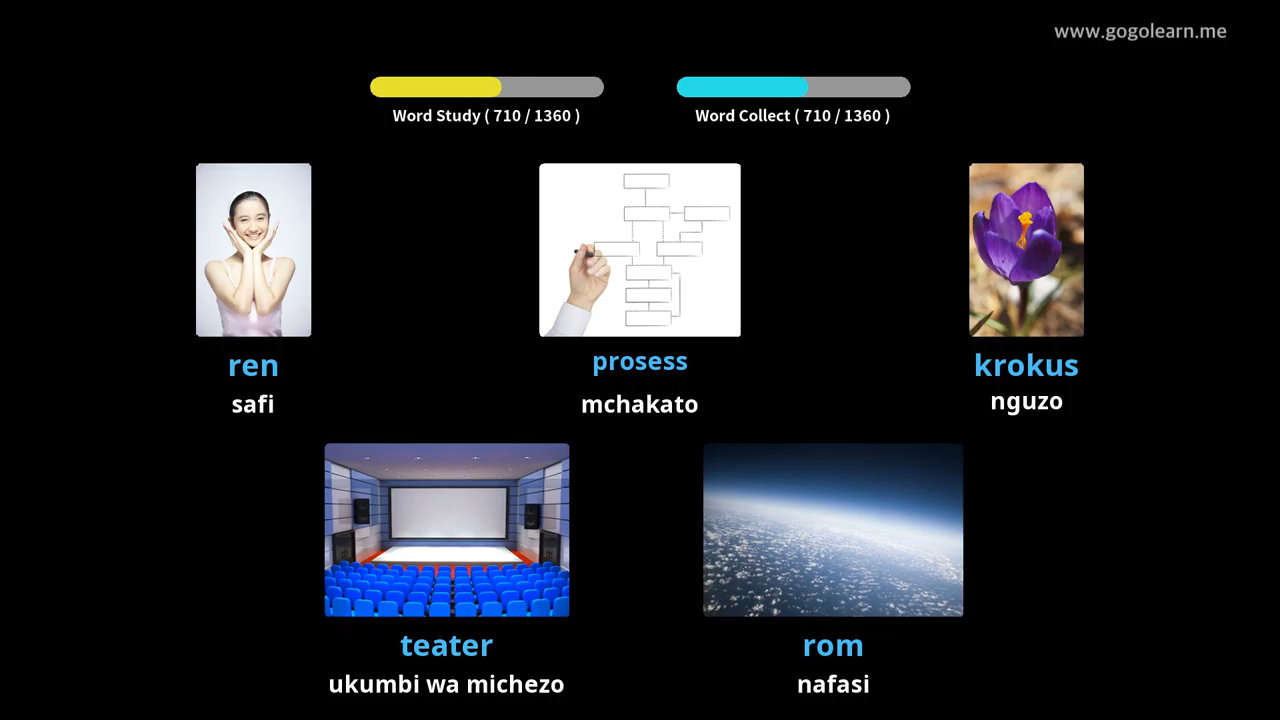 www.gogolearn.me
Word Study ( 710 / 1360 )
Word Collect ( 710 / 1360 )
ren
safi
prosess
mchakato
krokus
nguzo
teater
ukumbi wa michezo
rom
nafasi